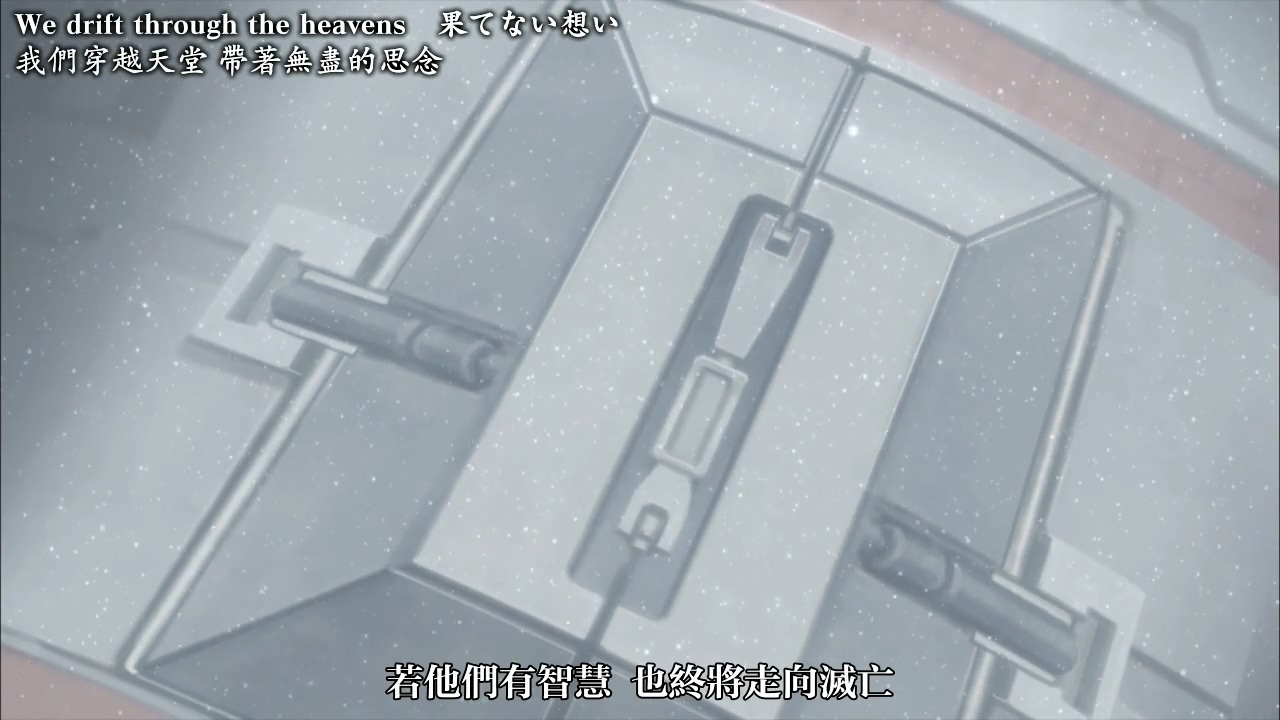 We drift through the heavens　果てない想い
我們穿越天堂 帶著無盡的思念
若他們有智慧 也終將走向滅亡